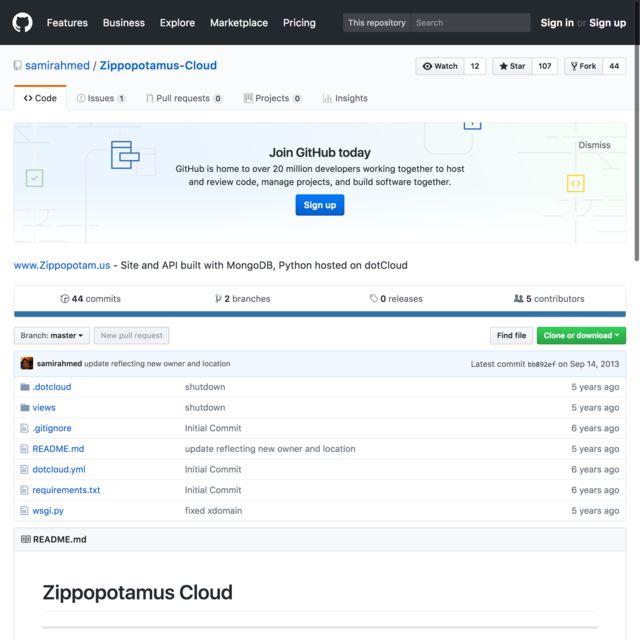 Features Business Explore Marketplace Pricing This repository Search Sign in or Sign up
samirahmed / Zippopotamus-Cloud Watch 12 Star 107 Fork 44
Code Issues 1 Pull requests 0 Projects 0 Insights
Join GitHub today
Dismiss
GitHub is home to over 20 million developers working together to host
and review code, manage projects, and build software together.
Sign up
www.Zippopotam.us - Site and API built with MongoDB, Python hosted on dotCloud
44 commits 2 branches 0 releases 5 contributors
Branch: master New pull request Find file Clone or download
samirahmed update reflecting new owner and location Latest commit bb892ef on Sep 14, 2013
.dotcloud shutdown 5 years ago
views shutdown 5 years ago
.gitignore Initial Commit 6 years ago
README.md update reflecting new owner and location 5 years ago
dotcloud.yml Initial Commit 6 years ago
requirements.txt Initial Commit 6 years ago
wsgi.py fixed xdomain 5 years ago
README.md
Zippopotamus Cloud